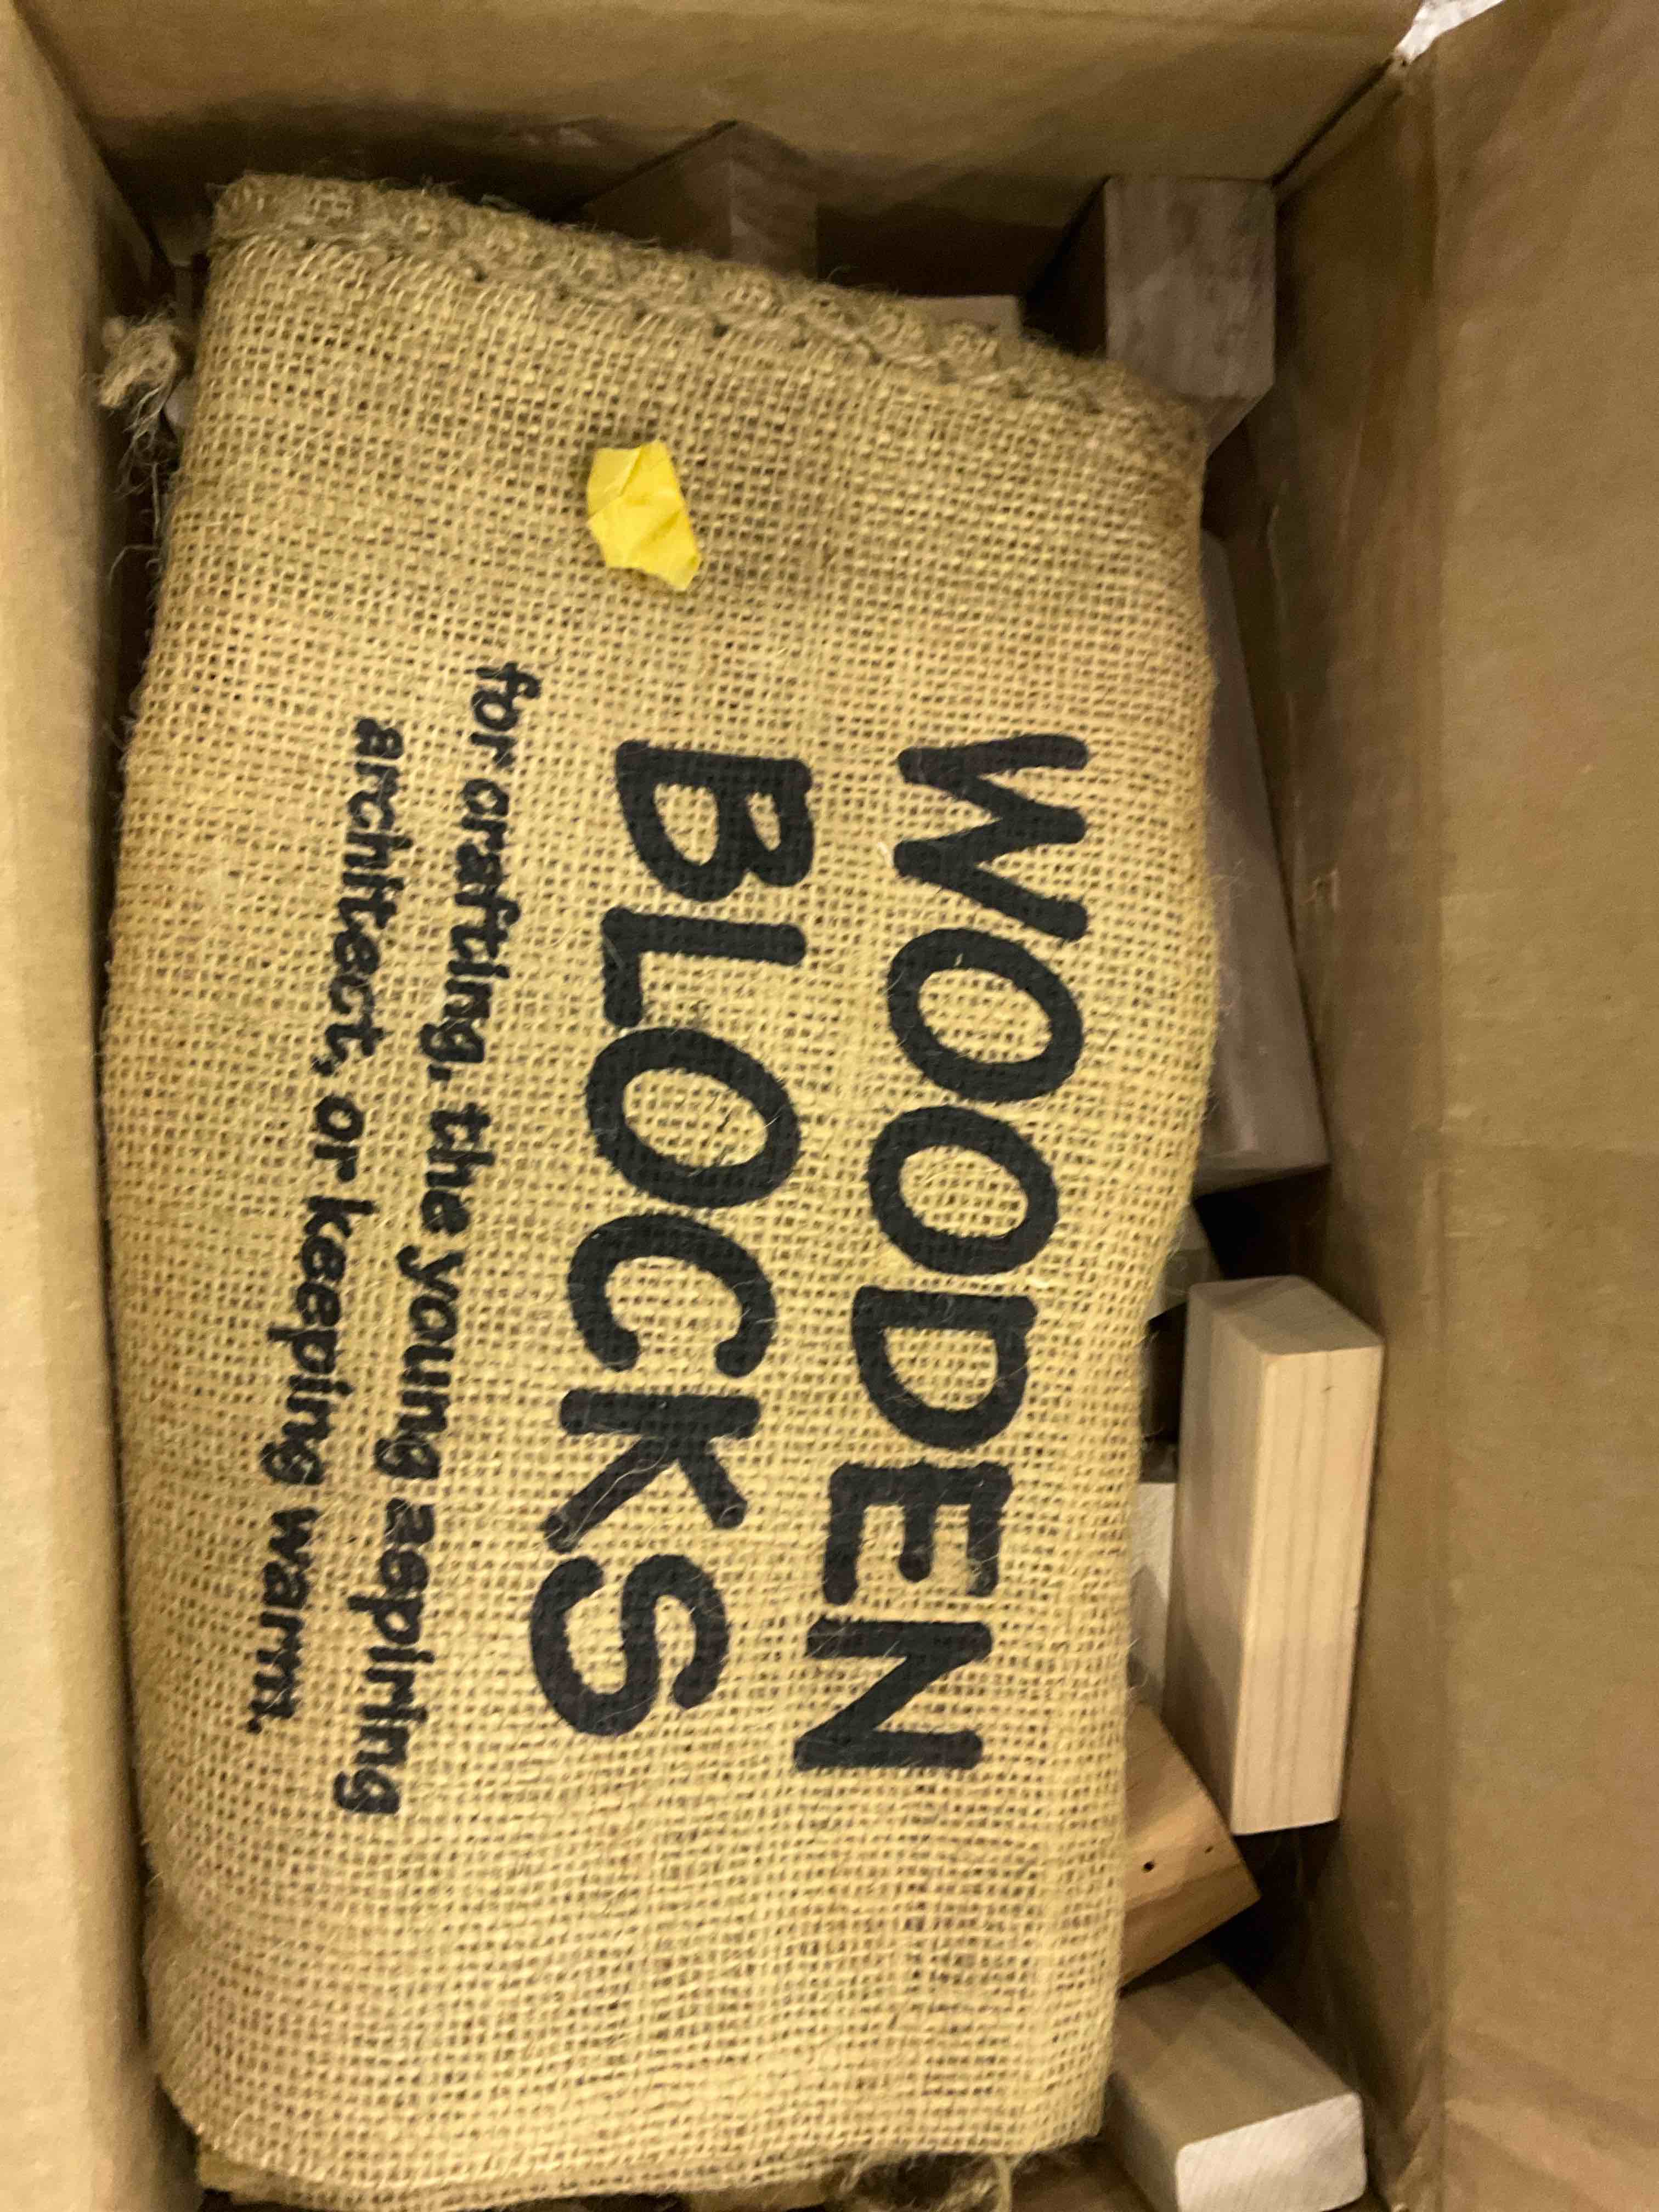 WOODEN
BLOCKS
for crafting, the young aspiring
architect, or keeping warm.